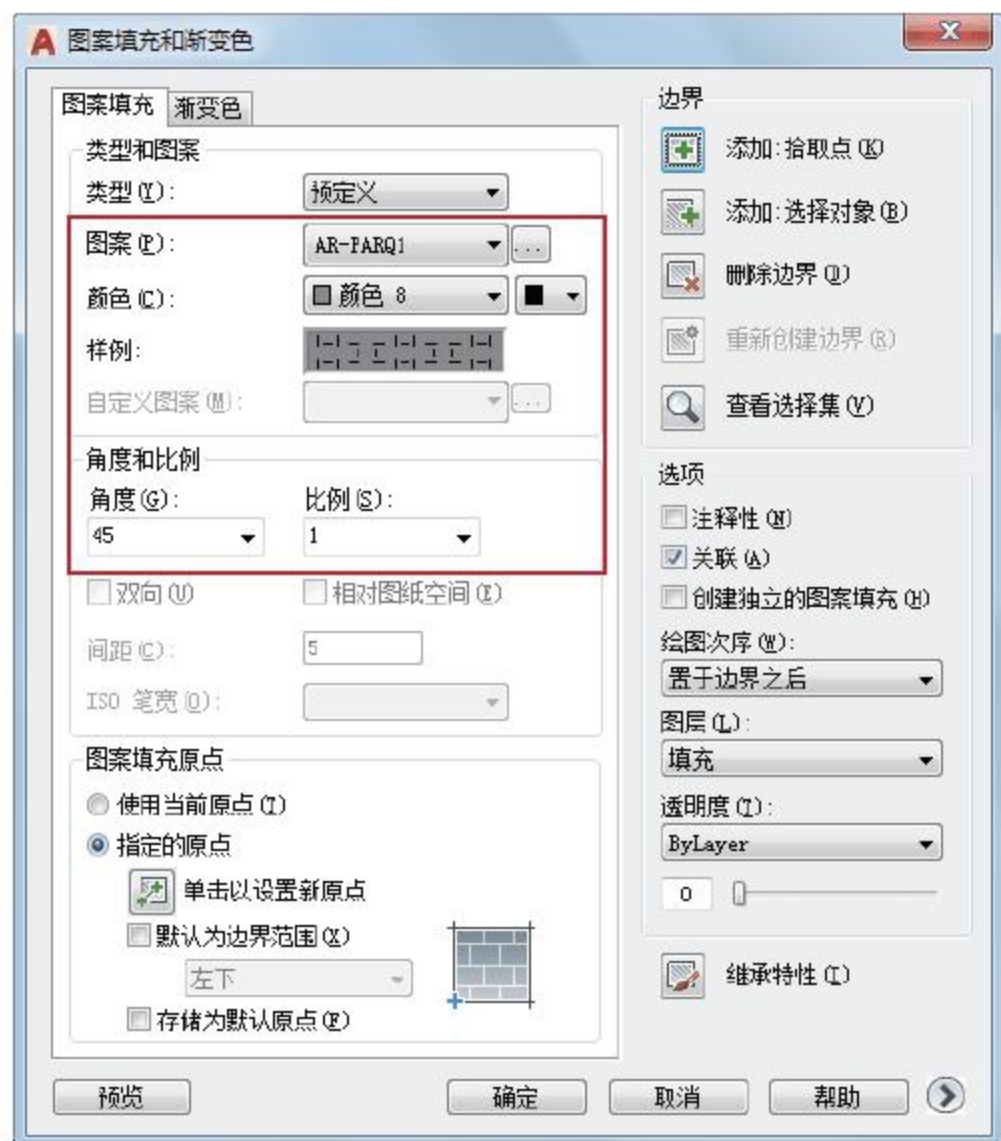 图案填充和渐变色
图案填充 渐变色
类型和图案
类型(Y): 预定义
图案(P): AR-PARQ1 ...
颜色(C): 颜色 8
样例:
自定义图案(M): ...
角度和比例
角度(G): 比例(S):
45 1
双向(U) 相对图纸空间(E)
间距(C): 5
ISO 笔宽(O):
图案填充原点
使用当前原点(T)
指定的原点
单击以设置新原点
默认为边界范围(X)
左下
存储为默认原点(F)
边界
添加:拾取点(K)
添加:选择对象(B)
删除边界(D)
重新创建边界(R)
查看选择集(V)
选项
注释性(N)
关联(A)
创建独立的图案填充(H)
绘图次序(W):
置于边界之后
图层(L):
填充
透明度(T):
ByLayer
0
继承特性(I)
预览 确定 取消 帮助